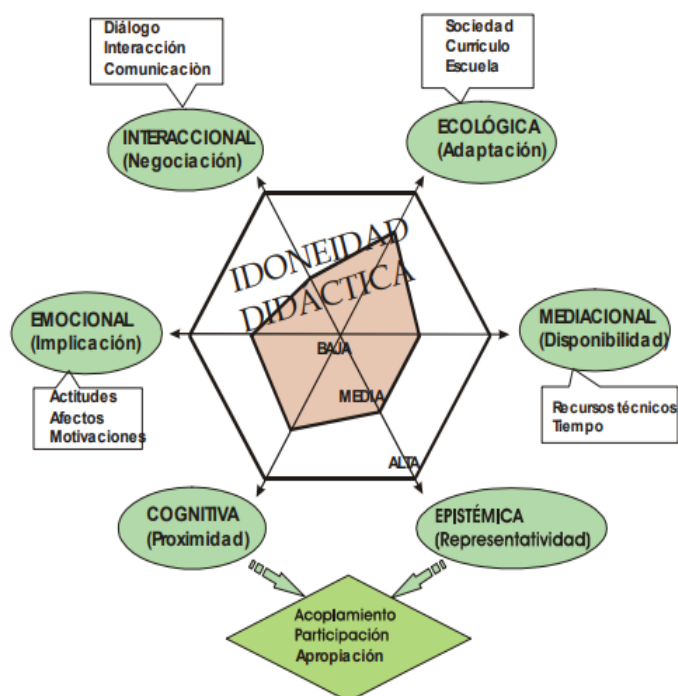 Diálogo
Interacción
Comunicaciòn
Sociedad
Currículo
Escuela
INTERACCIONAL
(Negociación)
ECOLÓGICA
(Adaptación)
IDONEIDAD
DIDACTICA
EMOCIONAL
(Implicación)
MEDIACIONAL
(Disponibilidad)
BAJA
MEDIA
ALTA
Actitudes
Afectos
Motivaciones
Recursos técnicos
Tiempo
COGNITIVA
(Proximidad)
EPISTÉMICA
(Representatividad)
Acoplamiento
Participación
Apropiación